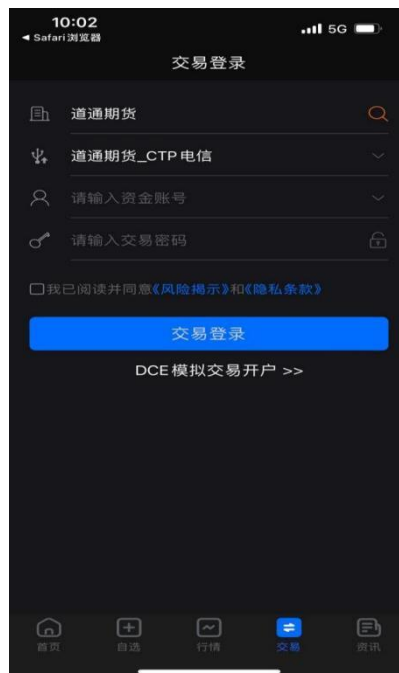 10:02
5G
◀ Safari浏览器
交易登录
道通期货
道通期货_CTP电信
请输入资金账号
请输入交易密码
我已阅读并同意《风险揭示》和《隐私条款》
交易登录
DCE模拟交易开户 >>
首页 自选 行情 交易 资讯